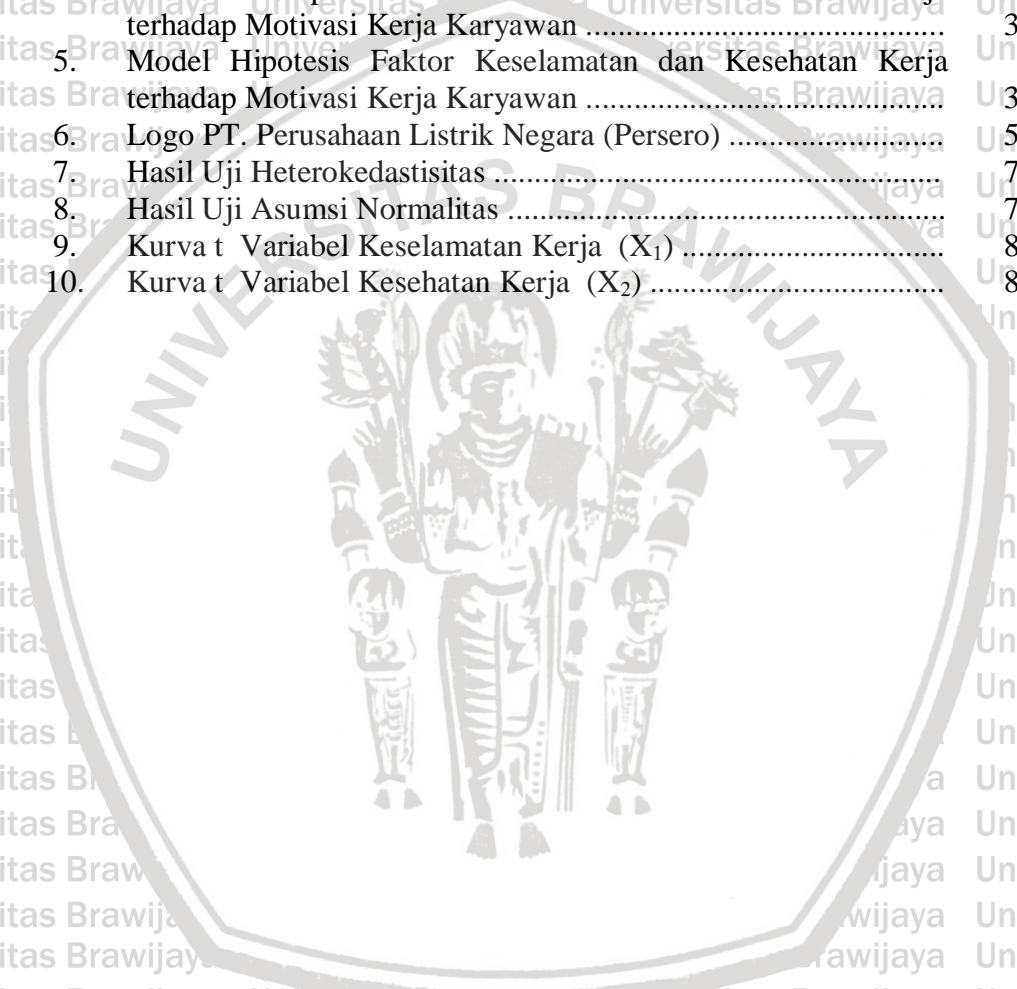 terhadap Motivasi Kerja Karyawan ............................................. 3
5. Model Hipotesis Faktor Keselamatan dan Kesehatan Kerja
terhadap Motivasi Kerja Karyawan ............................................. 3
6. Logo PT. Perusahaan Listrik Negara (Persero) ........................... 5
7. Hasil Uji Heterokedastisitas ........................................................ 7
8. Hasil Uji Asumsi Normalitas ....................................................... 7
9. Kurva t Variabel Keselamatan Kerja (X₁) ................................. 8
10. Kurva t Variabel Kesehatan Kerja (X₂) ..................................... 8
UNIVERSITAS BRAWIJAYA